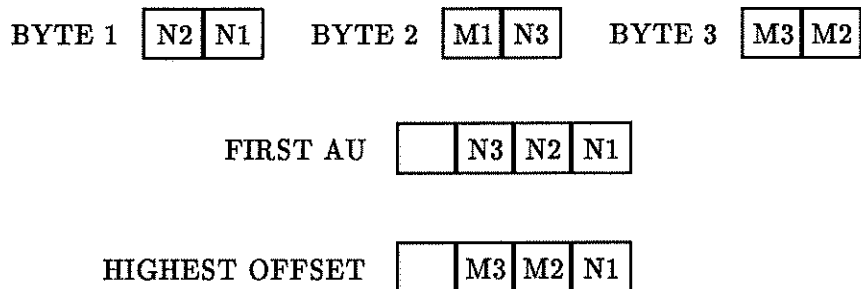 BYTE 1 N2 N1 BYTE 2 M1 N3 BYTE 3 M3 M2
FIRST AU N3 N2 N1
HIGHEST OFFSET M3 M2 N1